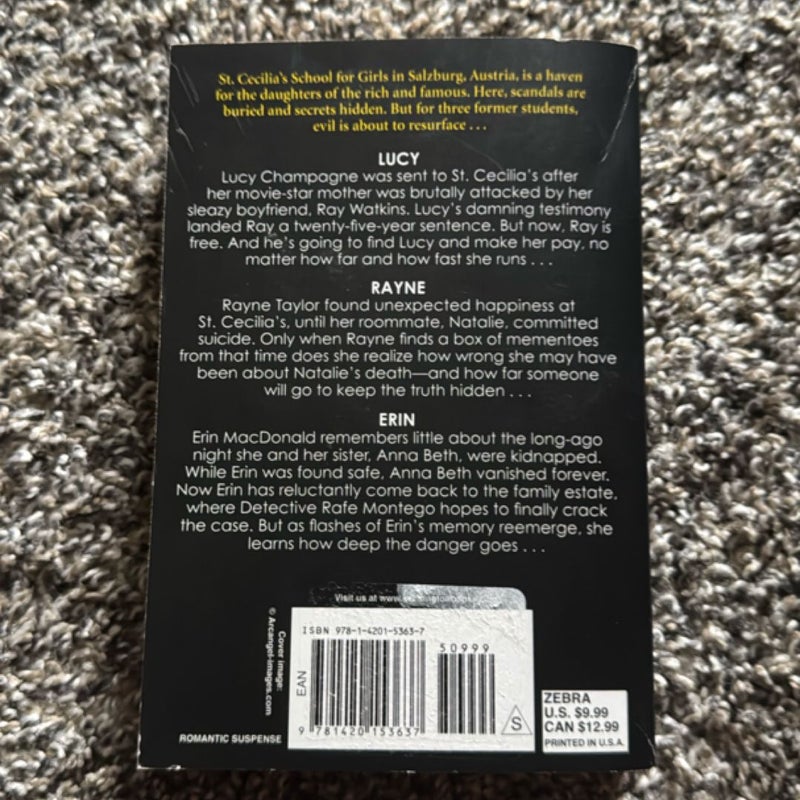 St. Cecilia's School for Girls in Salzburg, Austria, is a haven
for the daughters of the rich and famous. Here, scandals are
buried and secrets hidden. But for three former students,
evil is about to resurface . . .
LUCY
Lucy Champagne was sent to St. Cecilia's after
her movie-star mother was brutally attacked by her
sleazy boyfriend, Ray Watkins. Lucy's damning testimony
landed Ray a twenty-five-year sentence. But now, Ray is
free. And he's going to find Lucy and make her pay, no
matter how far and how fast she runs . . .
RAYNE
Rayne Taylor found unexpected happiness at
St. Cecilia's, until her roommate, Natalie, committed
suicide. Only when Rayne finds a box of mementoes
from that time does she realize how wrong she may have
been about Natalie's death—and how far someone
will go to keep the truth hidden . . .
ERIN
Erin MacDonald remembers little about the long-ago
night she and her sister, Anna Beth, were kidnapped.
While Erin was found safe, Anna Beth vanished forever.
Now Erin has reluctantly come back to the family estate,
where Detective Rafe Montego hopes to finally crack
the case. But as flashes of Erin's memory reemerge, she
learns how deep the danger goes . . .
Visit us at
ISBN 978-1-4201-5363-7
50999
EAN
9 781420 153637
S
Cover image:
© Arcangel-images.com
ROMANTIC SUSPENSE
ZEBRA
U.S. $9.99
CAN $12.99
PRINTED IN U.S.A.